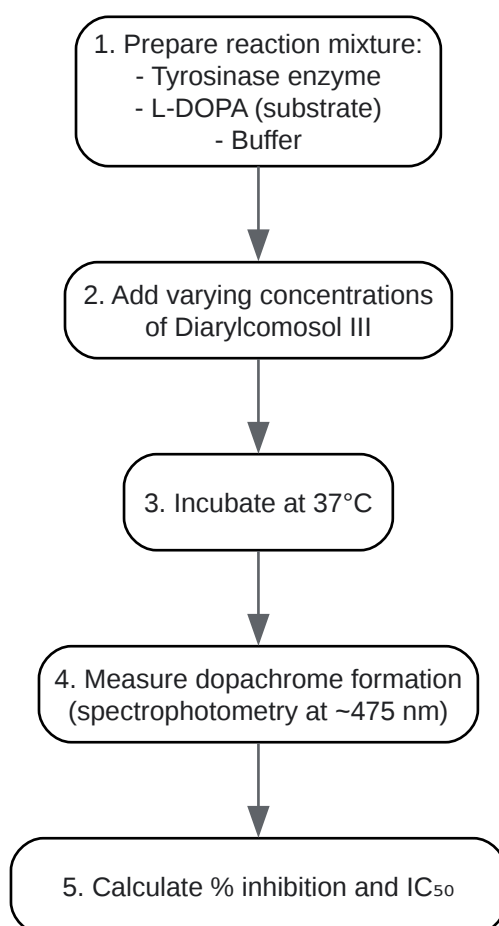 1. Prepare reaction mixture:
- Tyrosinase enzyme
- L-DOPA (substrate)
- Buffer
2. Add varying concentrations
of Diarylcomosol III
3. Incubate at 37°C
4. Measure dopachrome formation
(spectrophotometry at ~475 nm)
5. Calculate % inhibition and IC₅₀